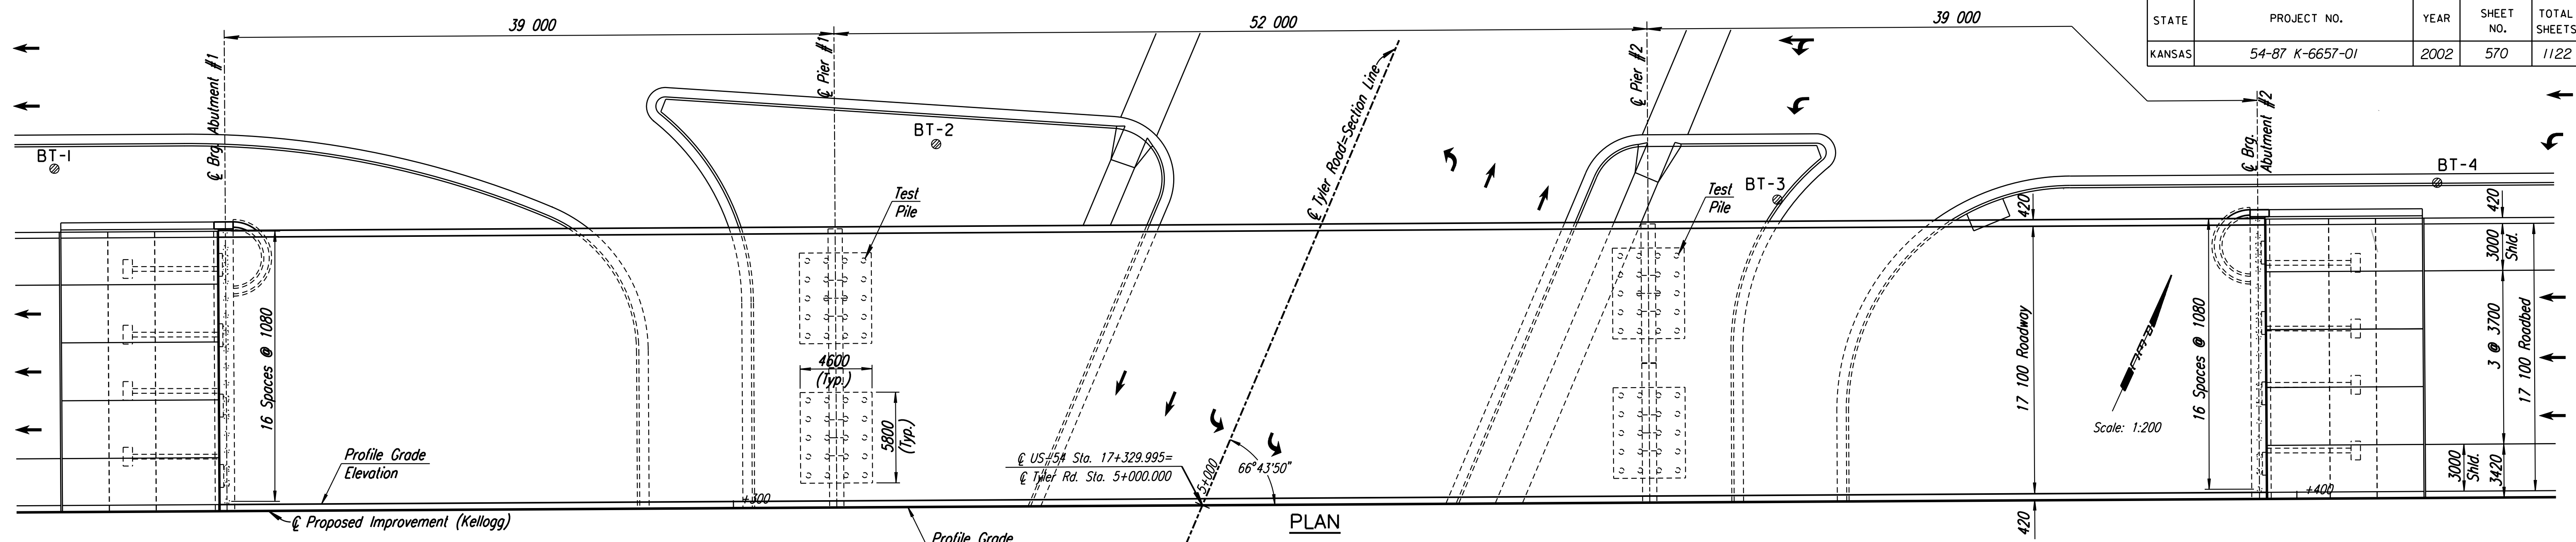 39 000
52 000
39 000
STATE
PROJECT NO.
YEAR
SHEET
NO.
TOTAL
SHEETS
KANSAS
54-87 K-6657-01
2002
570
1122
℄ Brg. Abutment #1
℄ Pier #1
℄ Tyler Road=Section Line
℄ Pier #2
℄ Brg.
Abutment #2
BT-1
BT-2
BT-3
BT-4
Test
Pile
Test
Pile
420
420
3000
Shld.
16 Spaces @ 1080
4600
(Typ.)
5800
(Typ.)
17 100 Roadway
16 Spaces @ 1080
3 @ 3700
17 100 Roadbed
Scale: 1:200
3000
Shld.
3420
Profile Grade
Elevation
℄ US-54 Sta. 17+329.995=
℄ Tyler Rd. Sta. 5+000.000
5+000
66°43'50"
+300
+400
℄ Proposed Improvement (Kellogg)
PLAN
420
Profile Grade